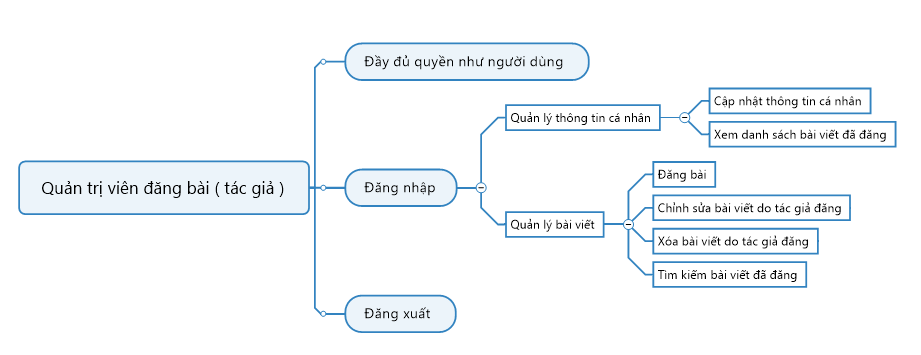 Quản trị viên đăng bài ( tác giả )
Đầy đủ quyền như người dùng
Đăng nhập
Quản lý thông tin cá nhân
Cập nhật thông tin cá nhân
Xem danh sách bài viết đã đăng
Quản lý bài viết
Đăng bài
Chỉnh sửa bài viết do tác giả đăng
Xóa bài viết do tác giả đăng
Tìm kiếm bài viết đã đăng
Đăng xuất